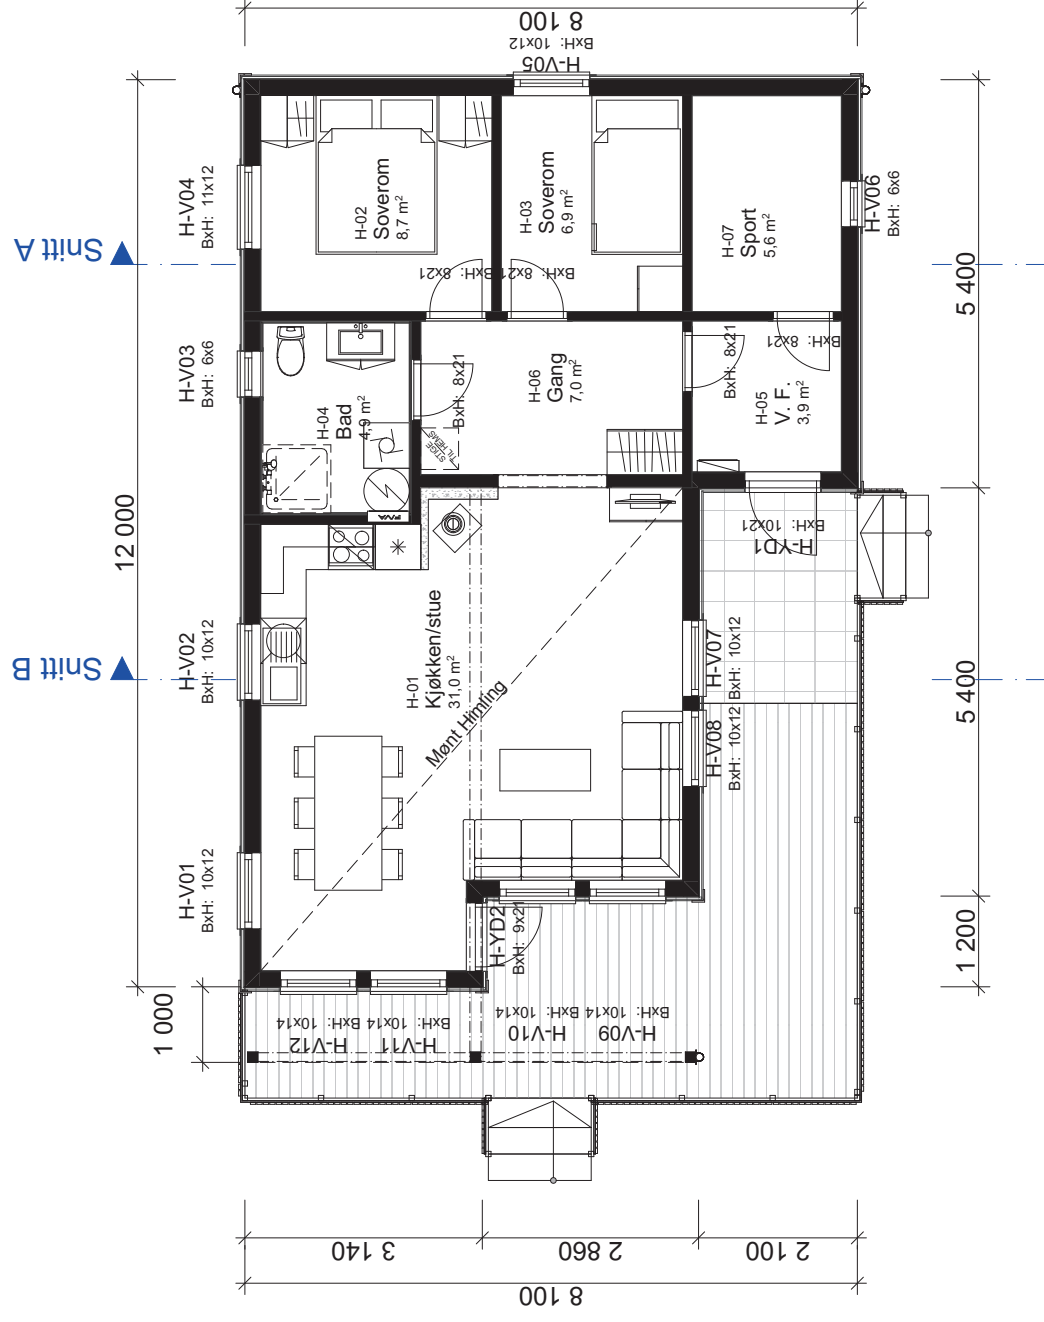 8 100
BxH: 10x12
H-V05
12 000
H-V04
BxH: 11x12
Snitt A
H-V03
BxH: 6x6
H-V02
BxH: 10x12
Snitt B
H-V01
BxH: 10x12
1 000
H-02
Soverom
8,7 m²
H-03
Soverom
6,9 m²
H-07
Sport
5,6 m²
H-V06
BxH: 6x6
5 400
BxH: 8x21
BxH: 8x21
H-04
Bad
4,9 m²
BxH: 8x21
STIGE
TIL HEMS
H-06
Gang
7,0 m²
BxH: 8x21
BxH: 8x21
H-05
V. F.
3,9 m²
BxH: 10x21
H-YD1
H-01
Kjøkken/stue
31,0 m²
Mønt Himling
H-V07
BxH: 10x12
H-V08
BxH: 10x12
5 400
H-YD2
BxH: 9x21
1 200
BxH: 10x14
H-V12
BxH: 10x14
H-V11
BxH: 10x14
H-V10
BxH: 10x14
H-V09
3 140
2 860
2 100
8 100